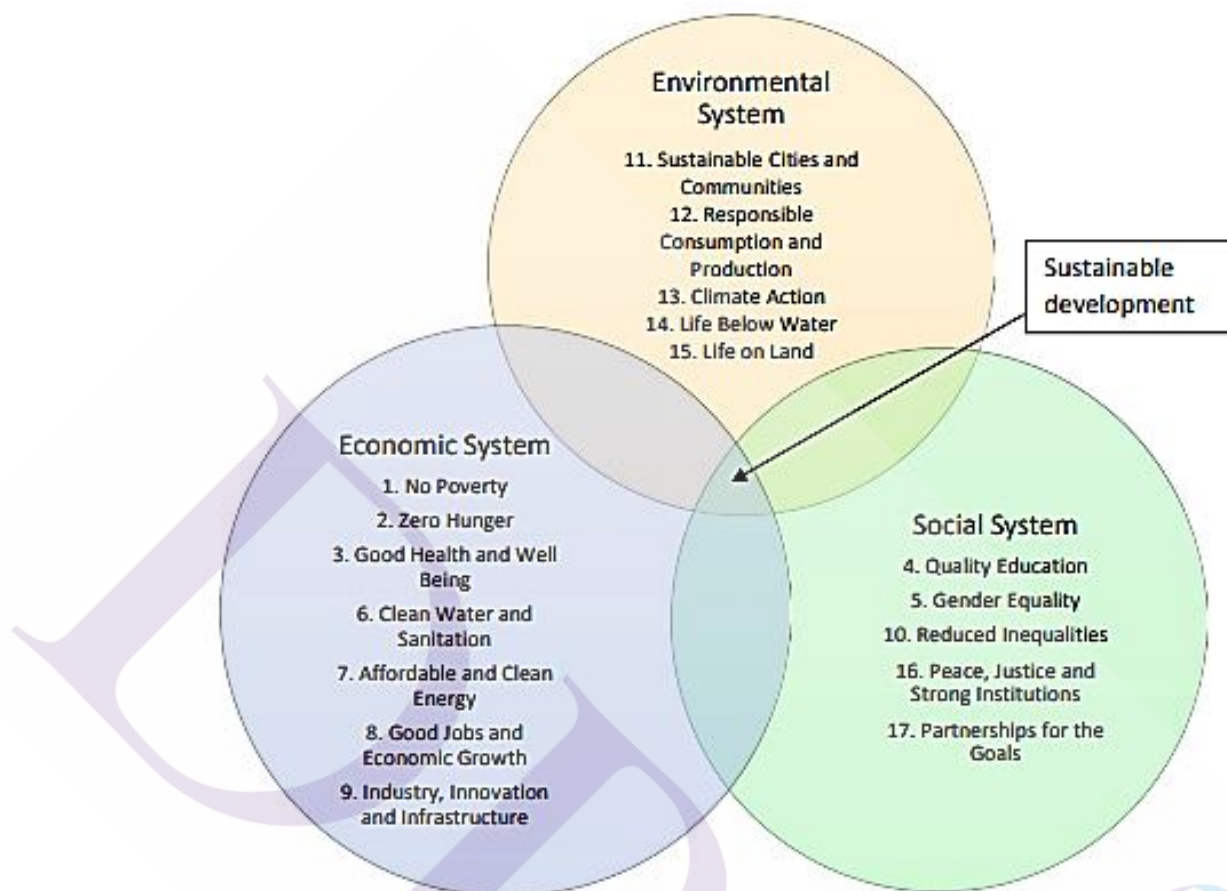 Environmental
System
11. Sustainable Cities and
Communities
12. Responsible
Consumption and
Production
13. Climate Action
14. Life Below Water
15. Life on Land
Sustainable
development
Economic System
1. No Poverty
2. Zero Hunger
3. Good Health and Well
Being
6. Clean Water and
Sanitation
7. Affordable and Clean
Energy
8. Good Jobs and
Economic Growth
9. Industry, Innovation
and Infrastructure
Social System
4. Quality Education
5. Gender Equality
10. Reduced Inequalities
16. Peace, Justice and
Strong Institutions
17. Partnerships for the
Goals